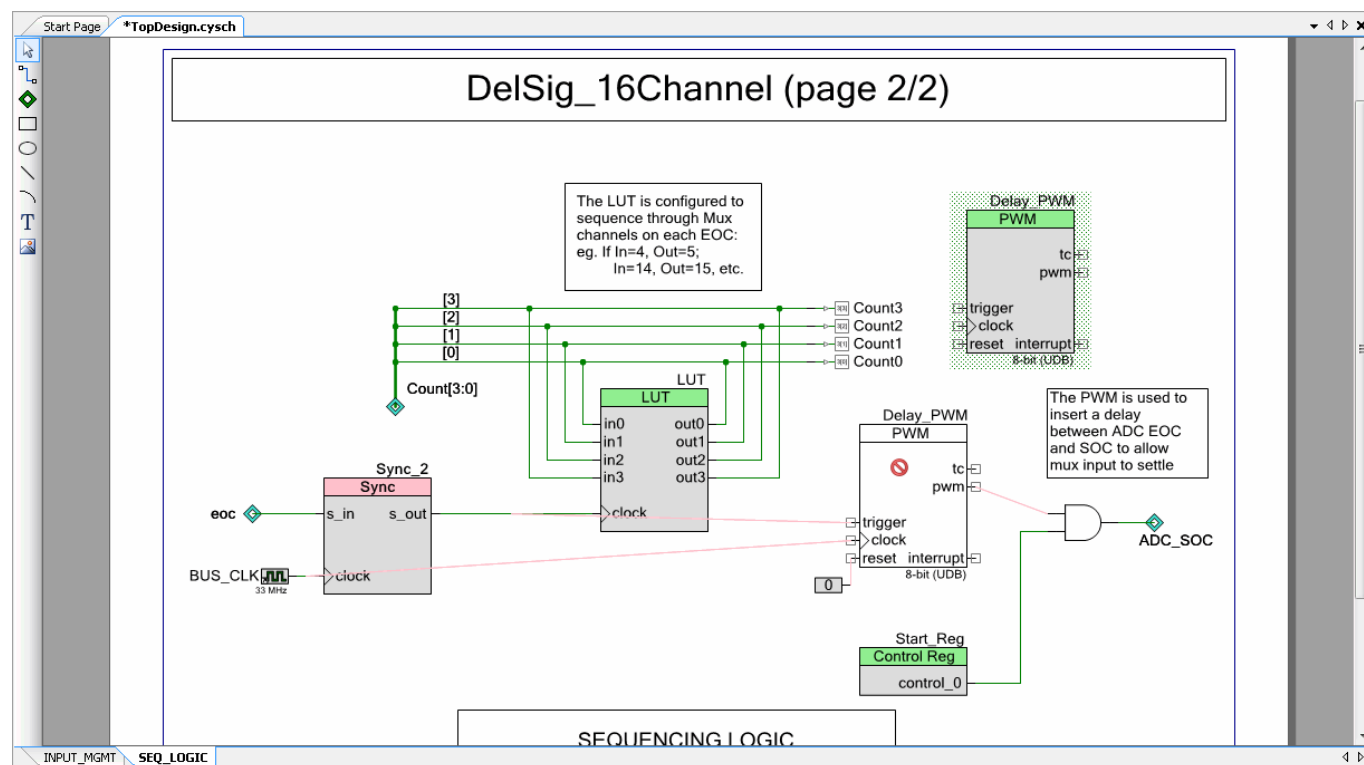 Start Page
*TopDesign.cysch
DelSig_16Channel (page 2/2)
The LUT is configured to
sequence through Mux
channels on each EOC:
eg. If In=4, Out=5;
In=14, Out=15, etc.
Delay_PWM
PWM
tc
pwm
trigger
clock
reset interrupt
8-bit (UDB)
[3]
[2]
[1]
[0]
Count3
Count2
Count1
Count0
Count[3:0]
LUT
LUT
in0 out0
in1 out1
in2 out2
in3 out3
clock
The PWM is used to
insert a delay
between ADC EOC
and SOC to allow
mux input to settle
Delay_PWM
PWM
tc
pwm
trigger
clock
reset interrupt
8-bit (UDB)
Sync_2
Sync
eoc
s_in s_out
clock
BUS_CLK
33 MHz
0
ADC_SOC
Start_Reg
Control Reg
control_0
SEQUENCING LOGIC
T
INPUT_MGMT
SEQ_LOGIC